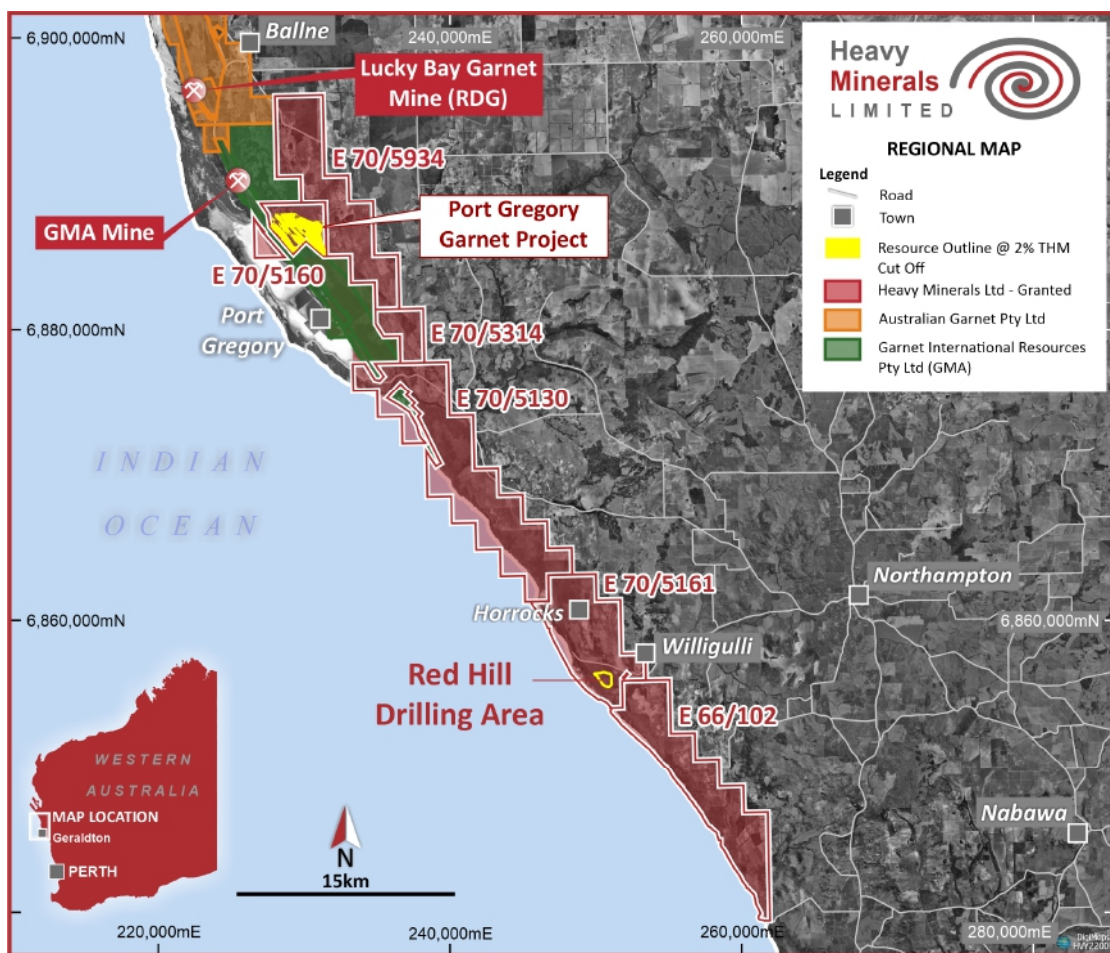 6,900,000mN
Ballne
240,000mE
260,000mE
Lucky Bay Garnet
Mine (RDG)
Heavy
Minerals
LIMITED
REGIONAL MAP
Legend
Road
Town
Resource Outline @ 2% THM
Cut Off
Heavy Minerals Ltd - Granted
Australian Garnet Pty Ltd
Garnet International Resources
Pty Ltd (GMA)
E 70/5934
GMA Mine
Port Gregory
Garnet Project
E 70/5160
Port
Gregory
6,880,000mN
E 70/5314
E 70/5130
INDIAN
OCEAN
E 70/5161
Northampton
Horrocks
6,860,000mN
6,860,000mN
Willigulli
Red Hill
Drilling Area
E 66/102
WESTERN
AUSTRALIA
MAP LOCATION
Geraldton
PERTH
N
15km
Nabawa
220,000mE
240,000mE
260,000mE
280,000mE